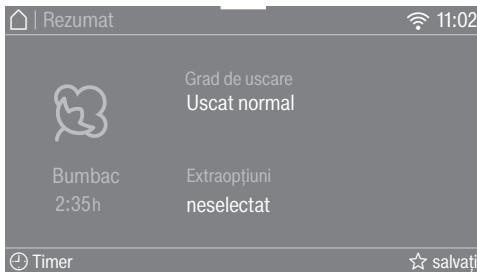 | Rezumat 11:02
Grad de uscare
Uscat normal
Bumbac
2:35h
Extraopțiuni
neselectat
Timer salvați